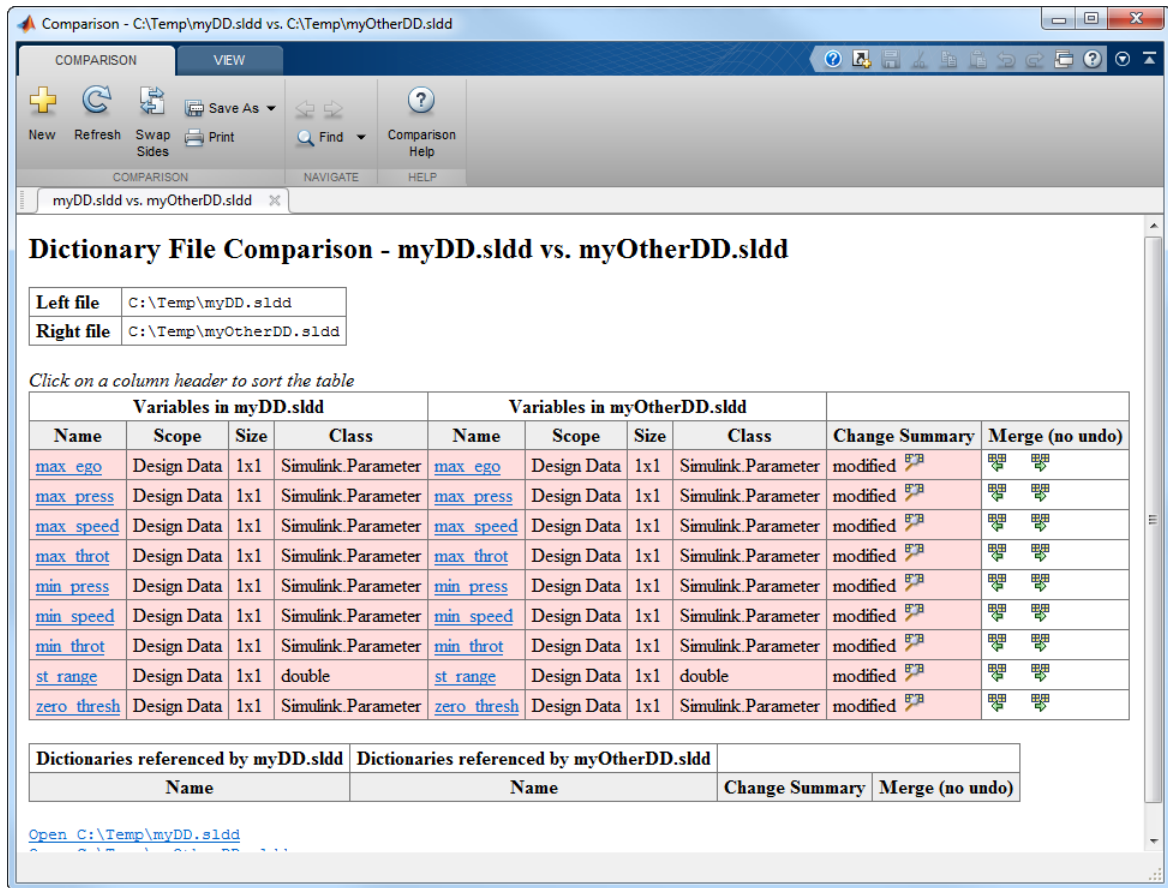 Comparison - C:\Temp\myDD.sldd vs. C:\Temp\myOtherDD.sldd
COMPARISON VIEW
New Refresh Swap Sides Save As Print Find Comparison Help
COMPARISON NAVIGATE HELP
myDD.sldd vs. myOtherDD.sldd
Dictionary File Comparison - myDD.sldd vs. myOtherDD.sldd
Left file C:\Temp\myDD.sldd
Right file C:\Temp\myOtherDD.sldd
Click on a column header to sort the table
Variables in myDD.sldd Variables in myOtherDD.sldd
Name Scope Size Class Name Scope Size Class Change Summary Merge (no undo)
max_ego Design Data 1x1 Simulink.Parameter max_ego Design Data 1x1 Simulink.Parameter modified
max_press Design Data 1x1 Simulink.Parameter max_press Design Data 1x1 Simulink.Parameter modified
max_speed Design Data 1x1 Simulink.Parameter max_speed Design Data 1x1 Simulink.Parameter modified
max_throt Design Data 1x1 Simulink.Parameter max_throt Design Data 1x1 Simulink.Parameter modified
min_press Design Data 1x1 Simulink.Parameter min_press Design Data 1x1 Simulink.Parameter modified
min_speed Design Data 1x1 Simulink.Parameter min_speed Design Data 1x1 Simulink.Parameter modified
min_throt Design Data 1x1 Simulink.Parameter min_throt Design Data 1x1 Simulink.Parameter modified
st_range Design Data 1x1 double st_range Design Data 1x1 double modified
zero_thresh Design Data 1x1 Simulink.Parameter zero_thresh Design Data 1x1 Simulink.Parameter modified
Dictionaries referenced by myDD.sldd Dictionaries referenced by myOtherDD.sldd
Name Name Change Summary Merge (no undo)
Open C:\Temp\myDD.sldd